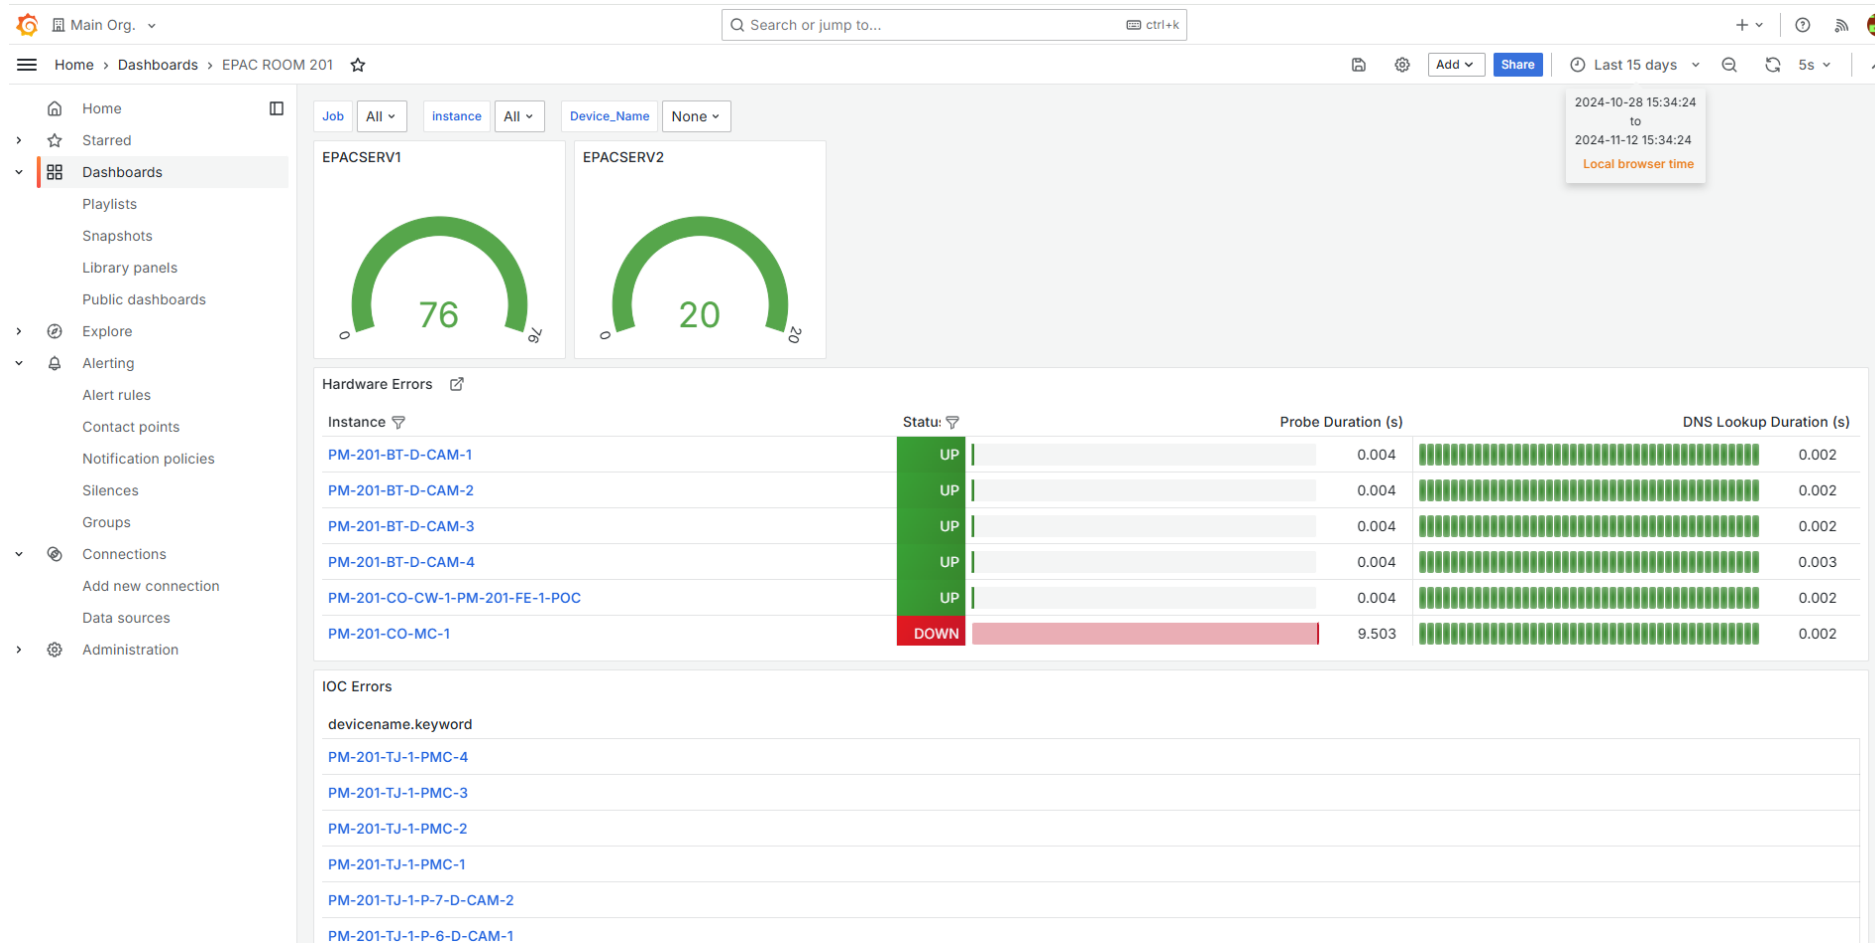 Main Org.
Search or jump to...
ctrl+k
Home › Dashboards › EPAC ROOM 201
Add
Share
Last 15 days
5s
2024-10-28 15:34:24
to
2024-11-12 15:34:24
Local browser time
Home
Starred
Dashboards
Playlists
Snapshots
Library panels
Public dashboards
Explore
Alerting
Alert rules
Contact points
Notification policies
Silences
Groups
Connections
Add new connection
Data sources
Administration
Job All instance All Device_Name None
EPACSERV1
76
0
76
EPACSERV2
20
0
20
Hardware Errors
Instance Statu Probe Duration (s) DNS Lookup Duration (s)
PM-201-BT-D-CAM-1 UP 0.004 0.002
PM-201-BT-D-CAM-2 UP 0.004 0.002
PM-201-BT-D-CAM-3 UP 0.004 0.002
PM-201-BT-D-CAM-4 UP 0.004 0.003
PM-201-CO-CW-1-PM-201-FE-1-POC UP 0.004 0.002
PM-201-CO-MC-1 DOWN 9.503 0.002
IOC Errors
devicename.keyword
PM-201-TJ-1-PMC-4
PM-201-TJ-1-PMC-3
PM-201-TJ-1-PMC-2
PM-201-TJ-1-PMC-1
PM-201-TJ-1-P-7-D-CAM-2
PM-201-TJ-1-P-6-D-CAM-1